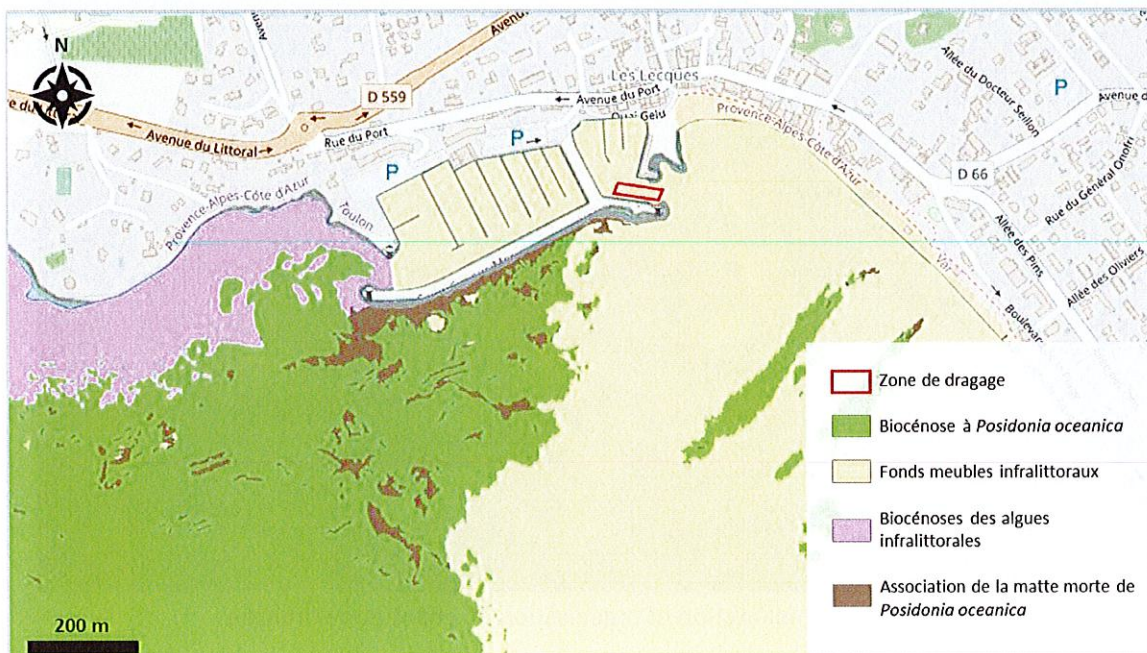 N
Avenue
Avenue
Les Lecques
D 559
Avenue du Port
Allée du Docteur Seillon
P
Avenue d
Quai Gelu
Provence-Alpes-Côte d'Azur
Avenue du Littoral
Rue du Port
P
P
D 66
Rue du Général Onofri
Provence-Alpes-Côte d'Azur
Toulon
Allée des Pins
Allée des Oliviers
Var
Boulevar
Zone de dragage
Biocénose à Posidonia oceanica
Fonds meubles infralittoraux
Biocénoses des algues
infralittorales
Association de la matte morte de
Posidonia oceanica
200 m